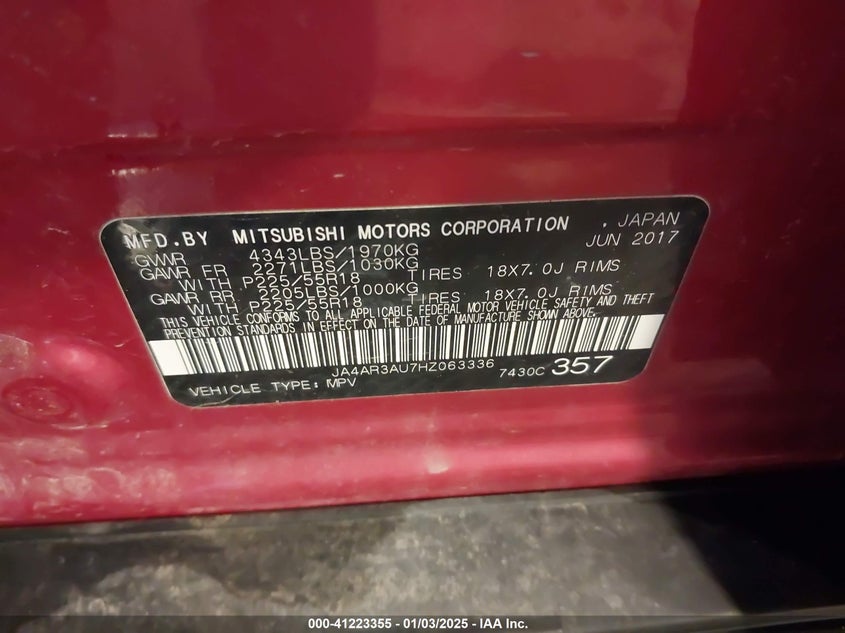 MFD.BY MITSUBISHI MOTORS CORPORATION , JAPAN
JUN 2017
GVWR 4343LBS/1970KG
GAWR FR 2271LBS/1030KG
WITH P225/55R18 TIRES 18X7.0J RIMS
GAWR RR 2205LBS/1000KG
WITH P225/55R18 TIRES 18X7.0J RIMS
THIS VEHICLE CONFORMS TO ALL APPLICABLE FEDERAL MOTOR VEHICLE SAFETY AND THEFT
PREVENTION STANDARDS IN EFFECT ON THE DATE OF MANUFACTURE SHOWN ABOVE.
JA4AR3AU7HZ063336
VEHICLE TYPE: MPV 7430C 357
000-41223355 — 01/03/2025 — IAA Inc.